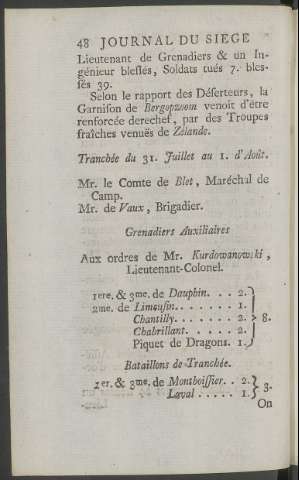 48 JOURNAL DU SIEGE
Lieutenant de Grenadiers & un In-
génieur blessés, Soldats tués 7. bles-
sés 39.
Selon le rapport des Déserteurs, la
Garnison de Bergopzoom venoit d'être
renforcée derechef, par des Troupes
fraîches venuës de Zélande.
Tranchée du 31. Juillet au 1. d'Août.
Mr. le Comte de Blet, Maréchal de
Camp.
Mr. de Vaux, Brigadier.
Grenadiers Auxiliaires
Aux ordres de Mr. Kurdowanowski,
Lieutenant-Colonel.
1ere. & 3me. de Dauphin. . . 2.
2me. de Limousin. . . . . . 1.
Chantilly. . . . . . . 2. } 8.
Chabrillant. . . . . . 2.
Piquet de Dragons. 1.
Bataillons de Tranchée.
1er. & 3me. de Montboissier. . 2. } 3.
Laval . . . . . 1.
On